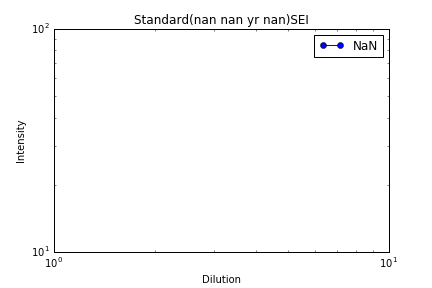 Standard(nan nan yr nan)SEI
10²
NaN
Intensity
10¹
10⁰
10¹
Dilution